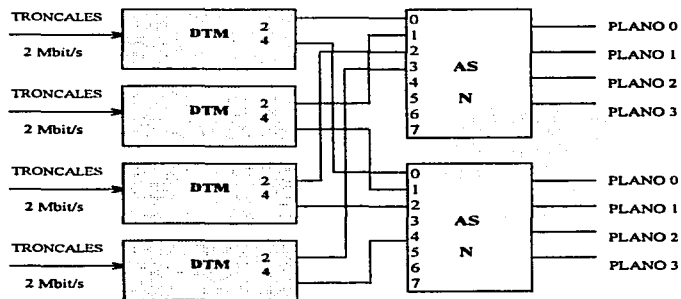 TRONCALES
2 Mbit/s
DTM
2
4
TRONCALES
2 Mbit/s
DTM
2
4
TRONCALES
2 Mbit/s
DTM
2
4
TRONCALES
2 Mbit/s
DTM
2
4
0
1
2
3
4
5
6
7
AS
N
PLANO 0
PLANO 1
PLANO 2
PLANO 3
0
1
2
3
4
5
6
7
AS
N
PLANO 0
PLANO 1
PLANO 2
PLANO 3